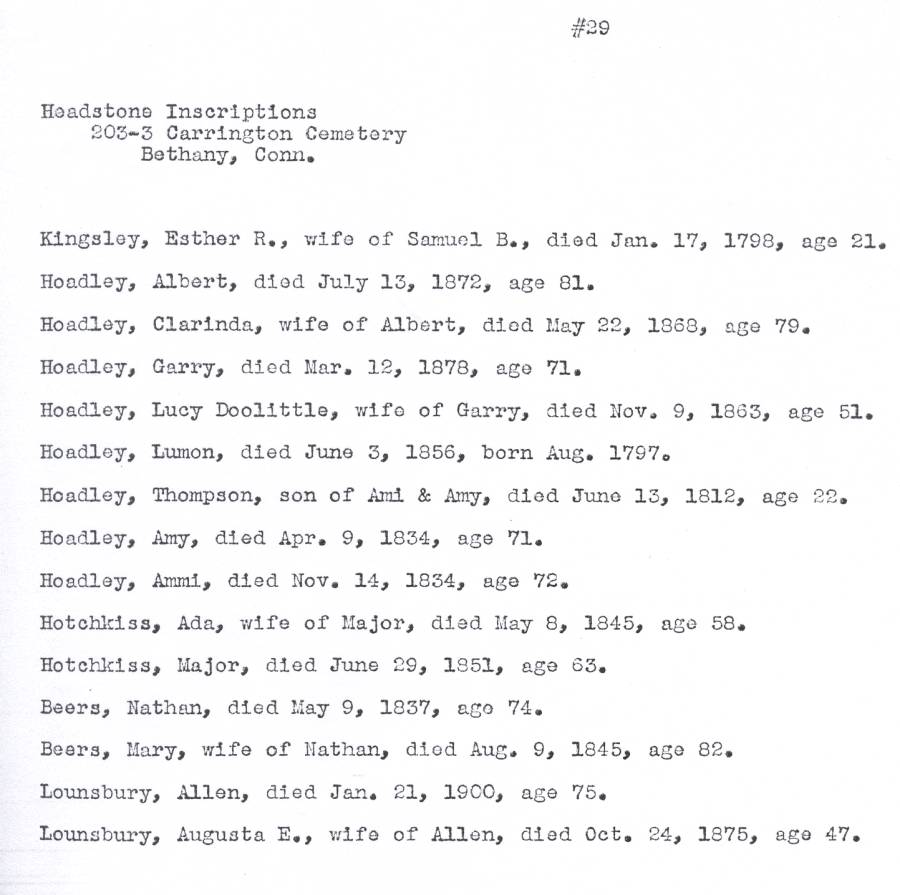 #29
Headstone Inscriptions
203-3 Carrington Cemetery
Bethany, Conn.
Kingsley, Esther R., wife of Samuel B., died Jan. 17, 1798, age 21.
Hoadley, Albert, died July 13, 1872, age 81.
Hoadley, Clarinda, wife of Albert, died May 22, 1868, age 79.
Hoadley, Garry, died Mar. 12, 1878, age 71.
Hoadley, Lucy Doolittle, wife of Garry, died Nov. 9, 1863, age 51.
Hoadley, Lumon, died June 3, 1856, born Aug. 1797.
Hoadley, Thompson, son of Ami & Amy, died June 13, 1812, age 22.
Hoadley, Amy, died Apr. 9, 1834, age 71.
Hoadley, Ammi, died Nov. 14, 1834, age 72.
Hotchkiss, Ada, wife of Major, died May 8, 1845, age 58.
Hotchkiss, Major, died June 29, 1851, age 63.
Beers, Nathan, died May 9, 1837, age 74.
Beers, Mary, wife of Nathan, died Aug. 9, 1845, age 82.
Lounsbury, Allen, died Jan. 21, 1900, age 75.
Lounsbury, Augusta E., wife of Allen, died Oct. 24, 1875, age 47.